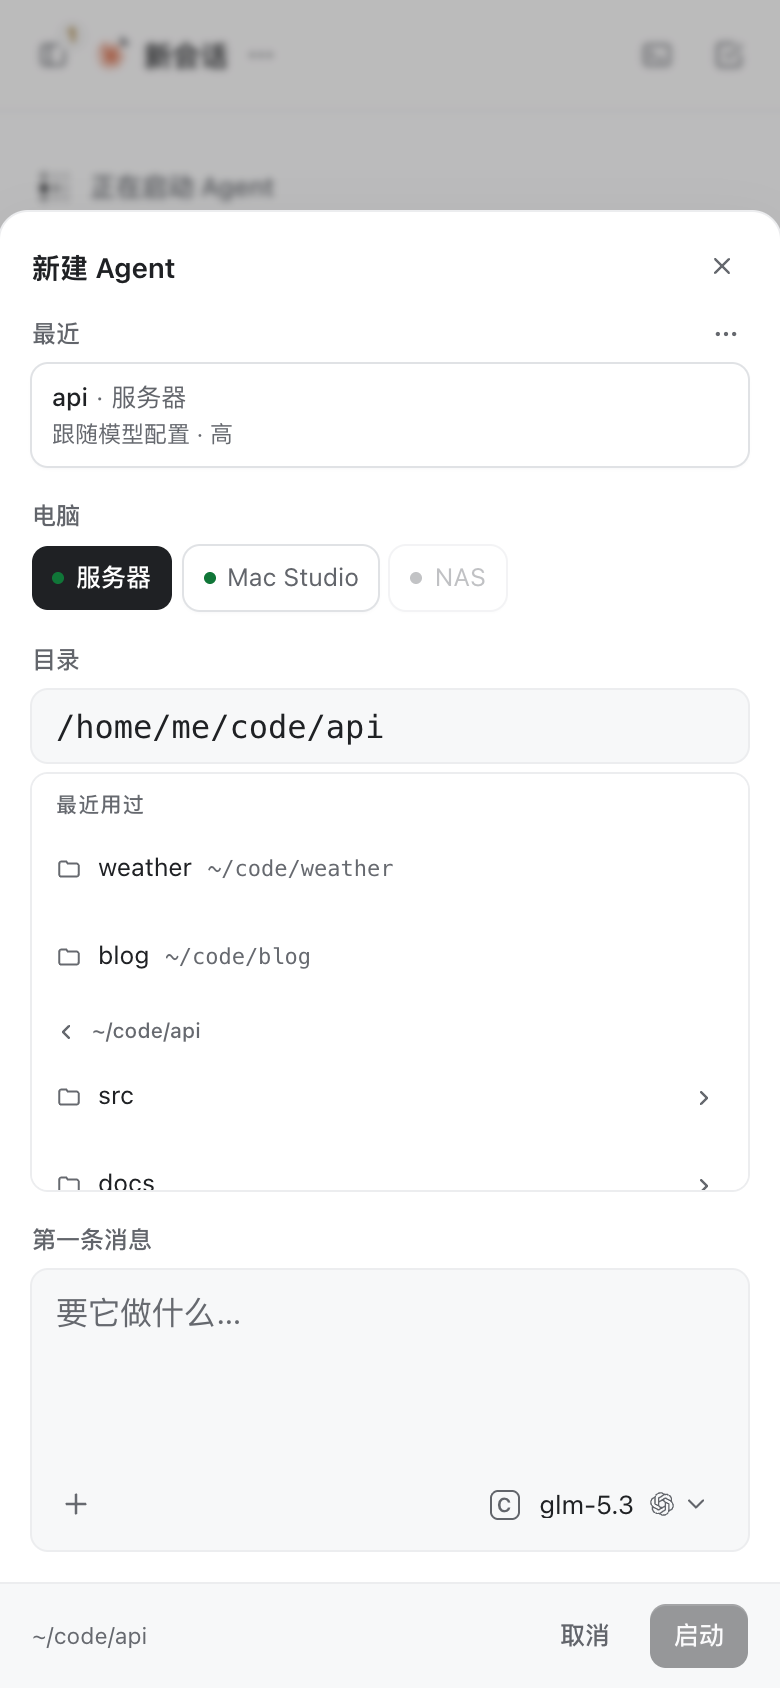 新会话
正在启动 Agent
新建 Agent
最近
api · 服务器
跟随模型配置 · 高
电脑
服务器
Mac Studio
NAS
目录
/home/me/code/api
最近用过
weather ~/code/weather
blog ~/code/blog
~/code/api
src
docs
第一条消息
要它做什么...
C glm-5.3
~/code/api
取消
启动